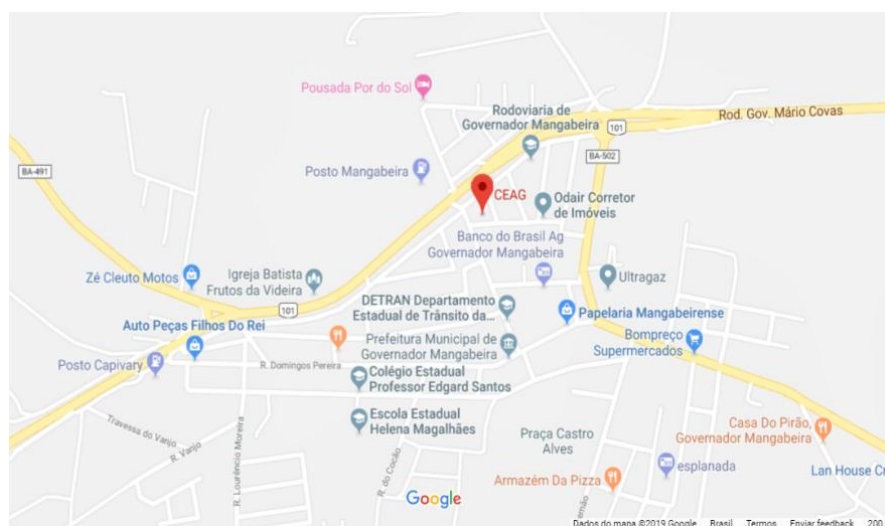 Pousada Por do Sol
Rodoviaria de
Governador Mangabeira
101
Rod. Gov. Mário Covas
BA-502
BA-491
Posto Mangabeira
CEAG
Odair Corretor
de Imóveis
Banco do Brasil Ag
Governador Mangabeira
Zé Cleuto Motos
Igreja Batista
Frutos da Videira
Ultragaz
101
DETRAN Departamento
Estadual de Trânsito da...
Papelaria Mangabeirense
Auto Peças Filhos Do Rei
Prefeitura Municipal de
Governador Mangabeira
Bompreço
Supermercados
Posto Capivary
R. Domingos Pereira
Colégio Estadual
Professor Edgard Santos
Travessa do Vanjo
R. Vanjo
R. Lourâncio Moreira
Escola Estadual
Helena Magalhães
R. do Cocão
Praça Castro
Alves
Casa Do Pirão,
Governador Mangabeira
esplanada
Lan House Cr
Armazém Da Pizza
Google
Dados do mapa ©2019 Google Brasil Termos Enviar feedback 200